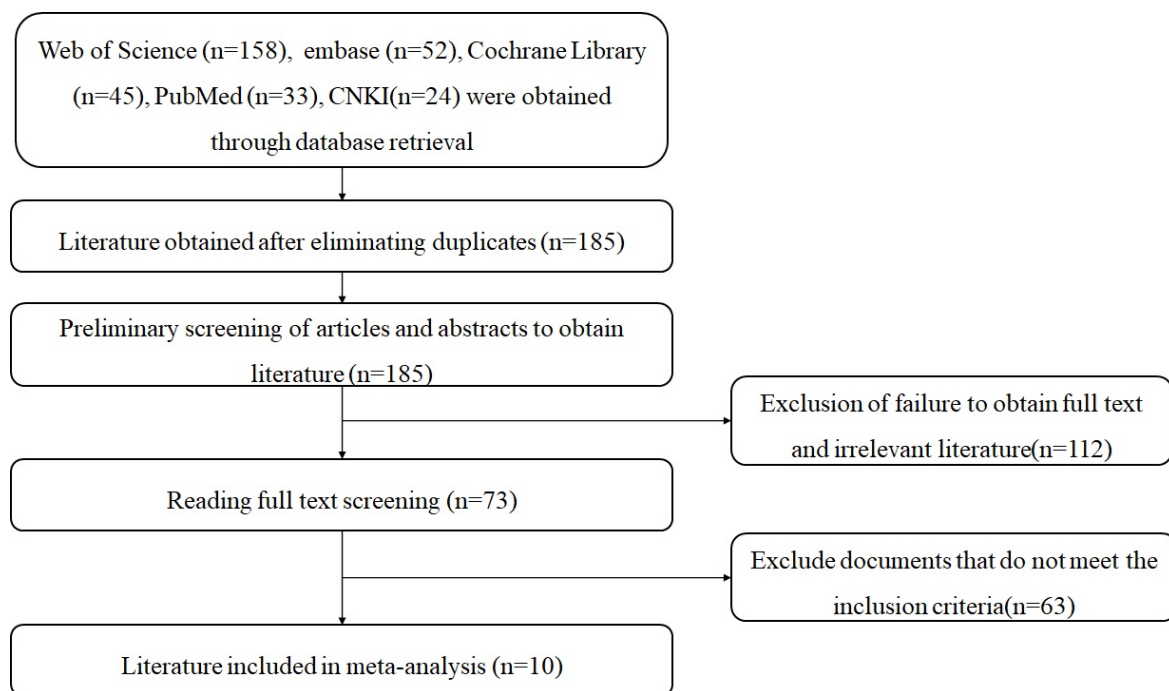 Web of Science (n=158), embase (n=52), Cochrane Library
(n=45), PubMed (n=33), CNKI(n=24) were obtained
through database retrieval
Literature obtained after eliminating duplicates (n=185)
Preliminary screening of articles and abstracts to obtain
literature (n=185)
Exclusion of failure to obtain full text
and irrelevant literature(n=112)
Reading full text screening (n=73)
Exclude documents that do not meet the
inclusion criteria(n=63)
Literature included in meta-analysis (n=10)